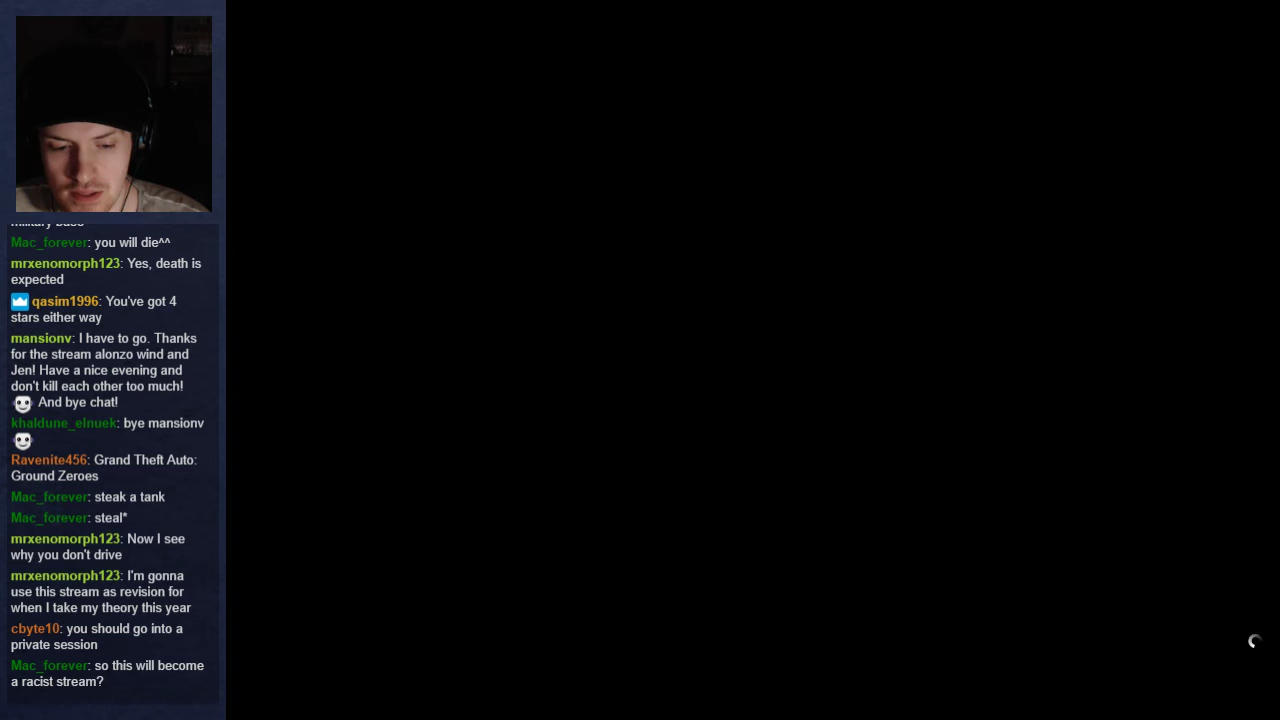 Mac_forever: you will die^^
mrxenomorph123: Yes, death is
expected
qasim1996: You've got 4
stars either way
mansionv: I have to go. Thanks
for the stream alonzo wind and
Jen! Have a nice evening and
don't kill each other too much!
And bye chat!
khaldune_elnuek: bye mansionv
Ravenite456: Grand Theft Auto:
Ground Zeroes
Mac_forever: steak a tank
Mac_forever: steal*
mrxenomorph123: Now I see
why you don't drive
mrxenomorph123: I'm gonna
use this stream as revision for
when I take my theory this year
cbyte10: you should go into a
private session
Mac_forever: so this will become
a racist stream?